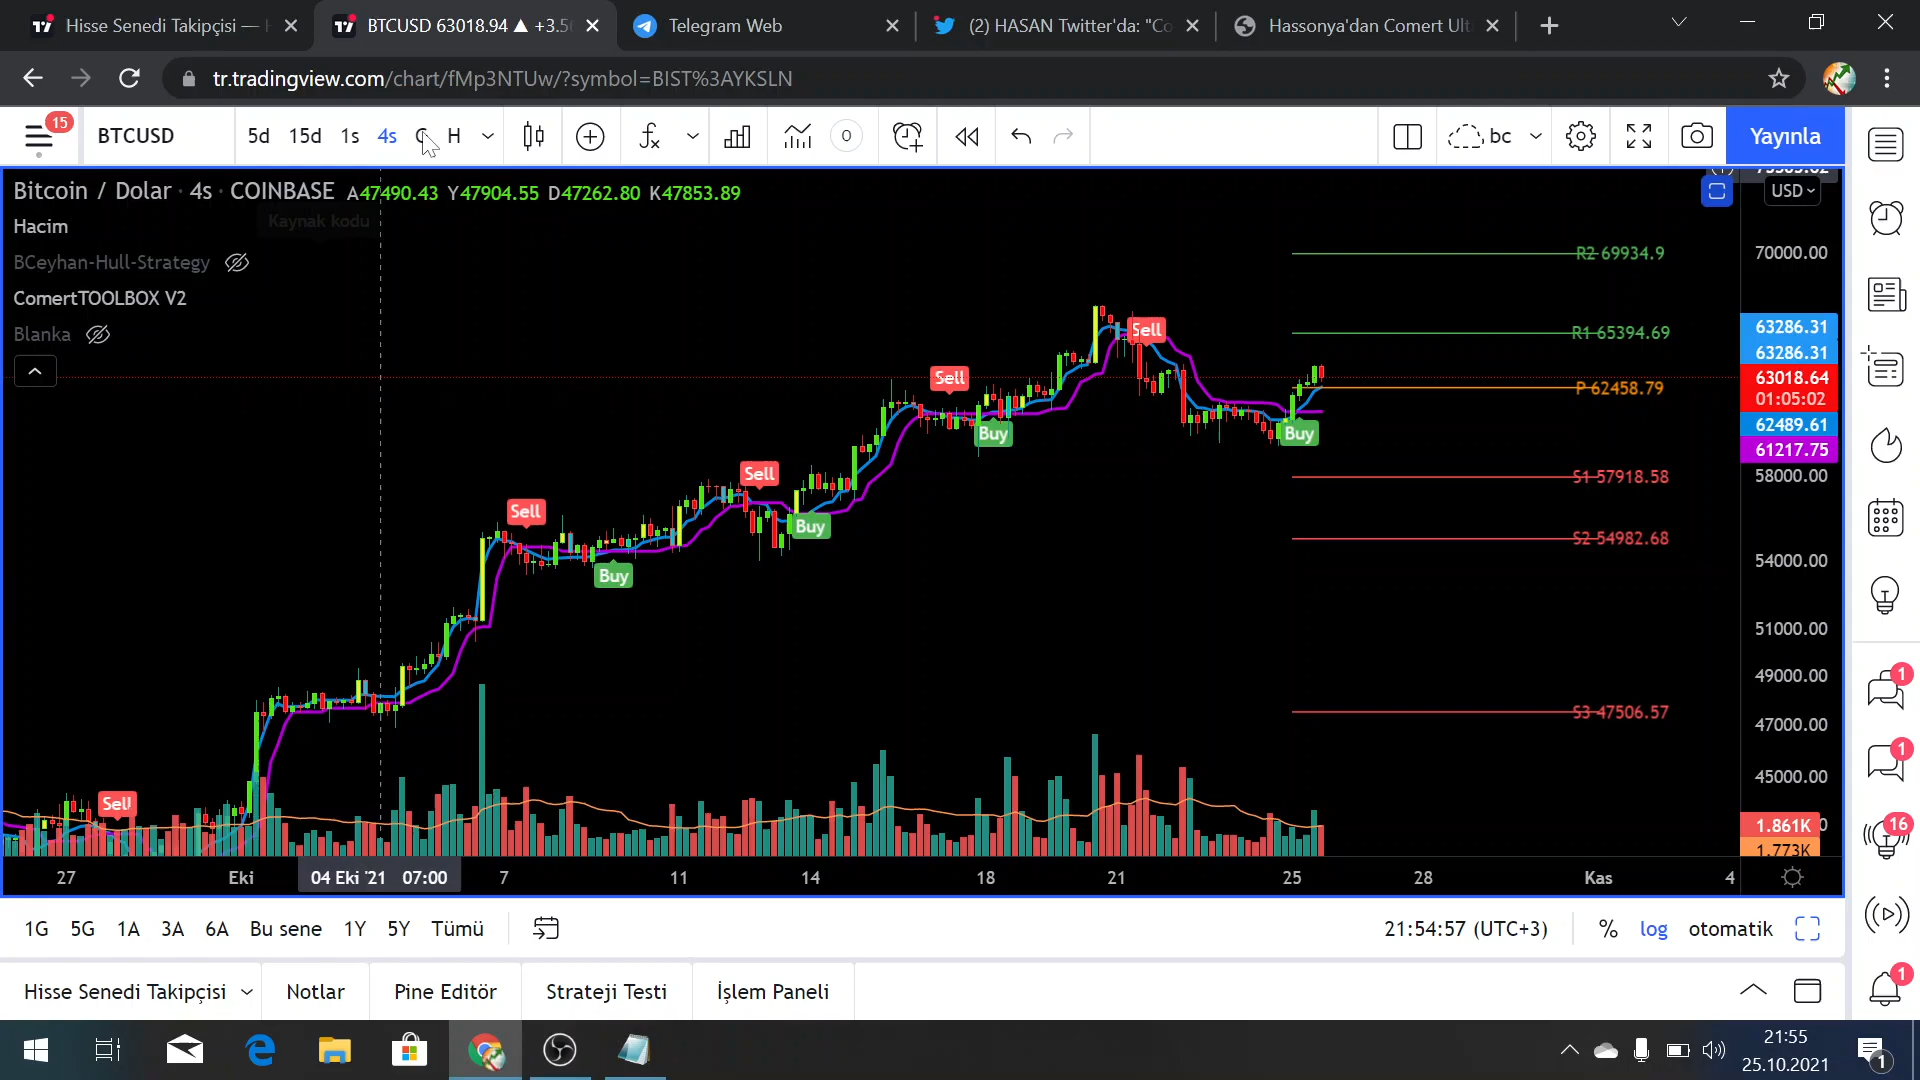 Hisse Senedi Takipçisi —
BTCUSD 63018.94 ▲ +3.5
Telegram Web
(2) HASAN Twitter'da: "Co
Hassonya'dan Comert Ult
tr.tradingview.com/chart/fMp3NTUw/?symbol=BIST%3AYKSLN
15
BTCUSD
5d 15d 1s 4s G H
0
bc
Yayınla
Bitcoin / Dolar · 4s · COINBASE A47490.43 Y47904.55 D47262.80 K47853.89
USD
Kaynak kodu
Hacim
BCeyhan-Hull-Strategy
ComertTOOLBOX V2
Blanka
R2 69934.9
R1 65394.69
P 62458.79
S1 57918.58
S2 54982.68
S3 47506.57
Sell
Sell
Sell
Sell
Sell
Buy
Buy
Buy
Buy
70000.00
63286.31
63286.31
63018.64
01:05:02
62489.61
61217.75
58000.00
54000.00
51000.00
49000.00
47000.00
45000.00
1.861K
1.773K
27 Eki 04 Eki '21 07:00 7 11 14 18 21 25 28 Kas 4
1
1
16
1
1G 5G 1A 3A 6A Bu sene 1Y 5Y Tümü
21:54:57 (UTC+3) % log otomatik
Hisse Senedi Takipçisi Notlar Pine Editör Strateji Testi İşlem Paneli
21:55
25.10.2021
1